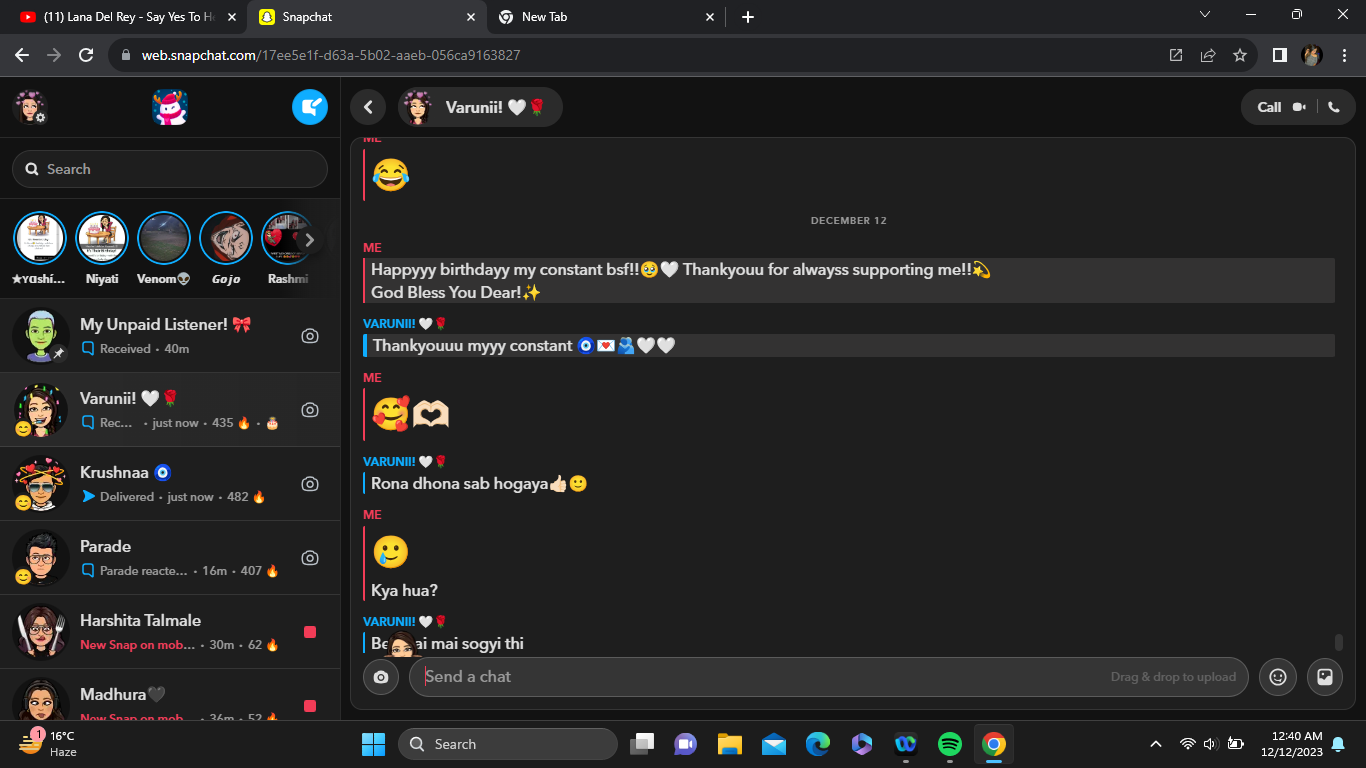 (11) Lana Del Rey - Say Yes To H
Snapchat
New Tab
web.snapchat.com/17ee5e1f-d63a-5b02-aaeb-056ca9163827
Varunii! 🤍🌹
Call
Search
★Yαshi...
Niyati
Venom👽
Gojo
Rashmi
My Unpaid Listener! 🎀
Received · 40m
Varunii! 🤍🌹
Rec... · just now · 435 🔥 · 🎂
Krushnaa 🧿
Delivered · just now · 482 🔥
Parade
Parade reacte... · 16m · 407 🔥
Harshita Talmale
New Snap on mob... · 30m · 62 🔥
Madhura🖤
New Snap on mob... · 36m · 52 🔥
ME
😂
DECEMBER 12
ME
Happyyy birthdayy my constant bsf!!🥹🤍 Thankyouu for alwayss supporting me!!💫
God Bless You Dear!✨
VARUNII! 🤍🌹
Thankyouuu myyy constant 🧿💌🫂🤍🤍
ME
🥰🫶🏻
VARUNII! 🤍🌹
Rona dhona sab hogaya👍🏻🙂
ME
🥲
Kya hua?
VARUNII! 🤍🌹
mai sogyi thi
Send a chat
Drag & drop to upload
1
16°C
Haze
Search
12:40 AM
12/12/2023